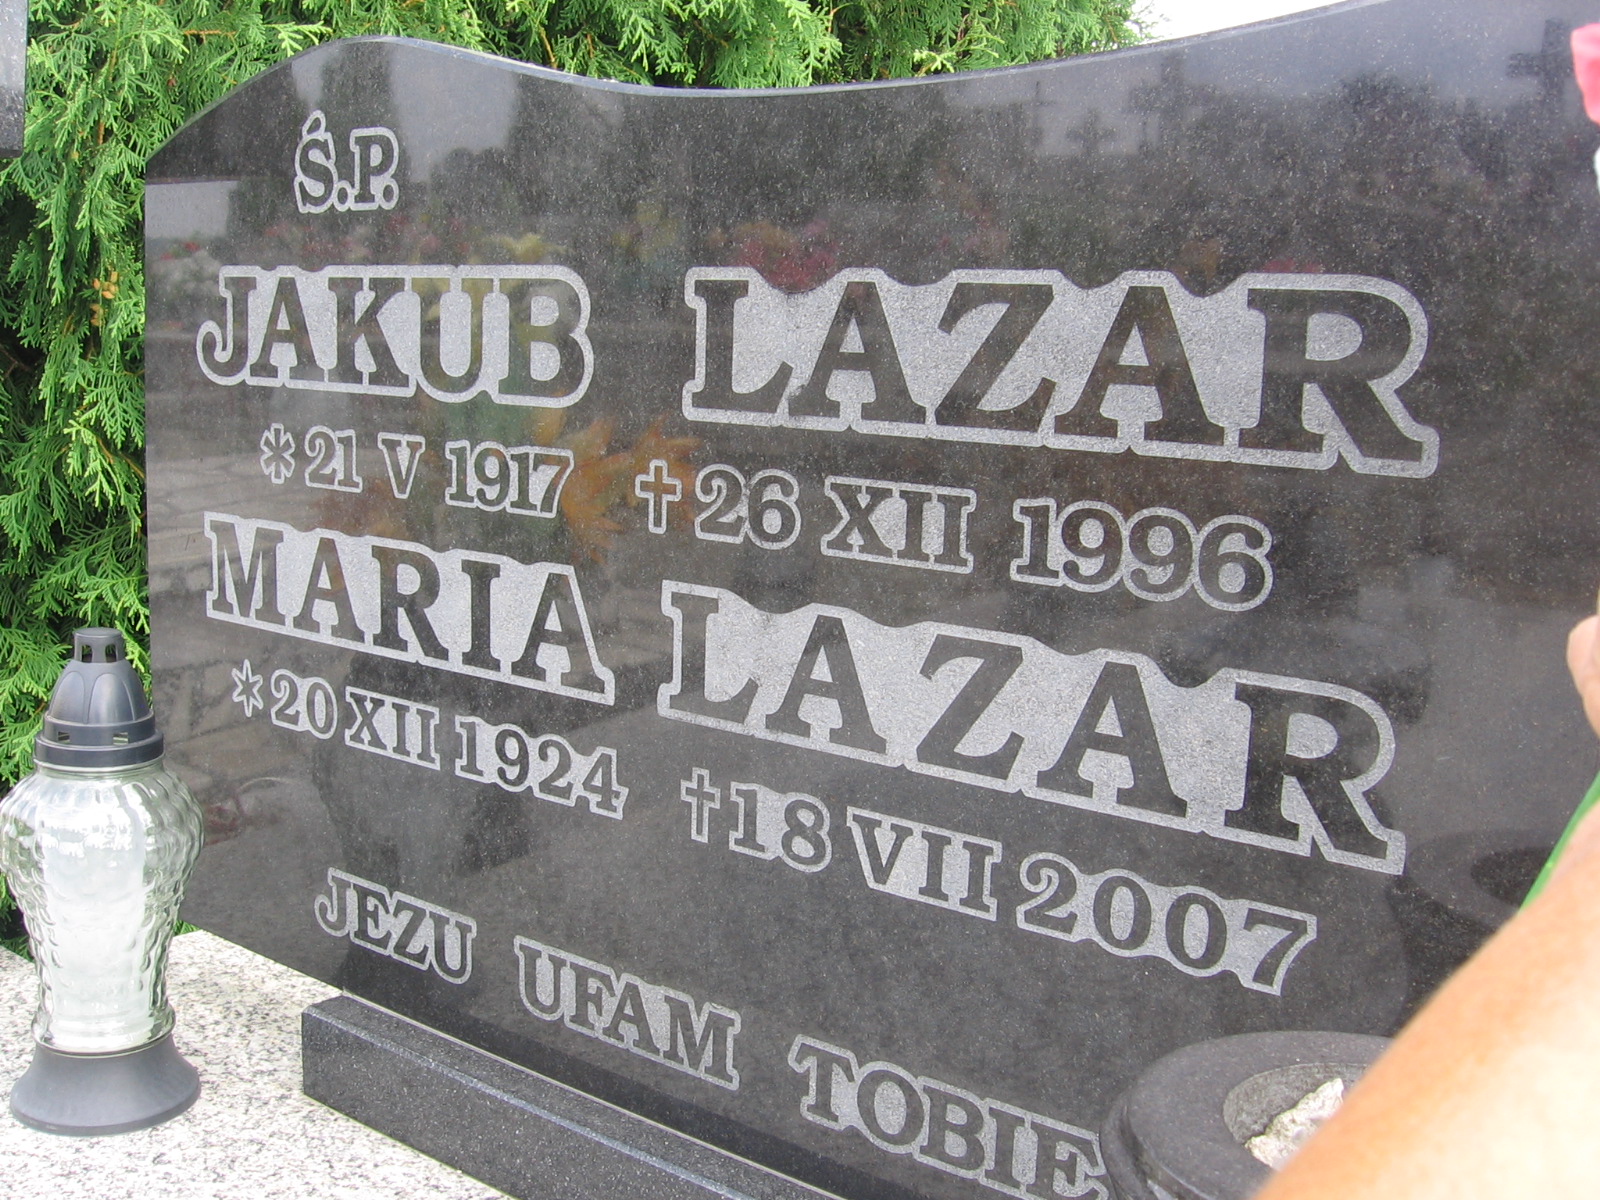 Ś.P.
JAKUB LAZAR
* 21 V 1917 † 26 XII 1996
MARIA LAZAR
* 20 XII 1924 † 18 VII 2007
JEZU UFAM TOBIE